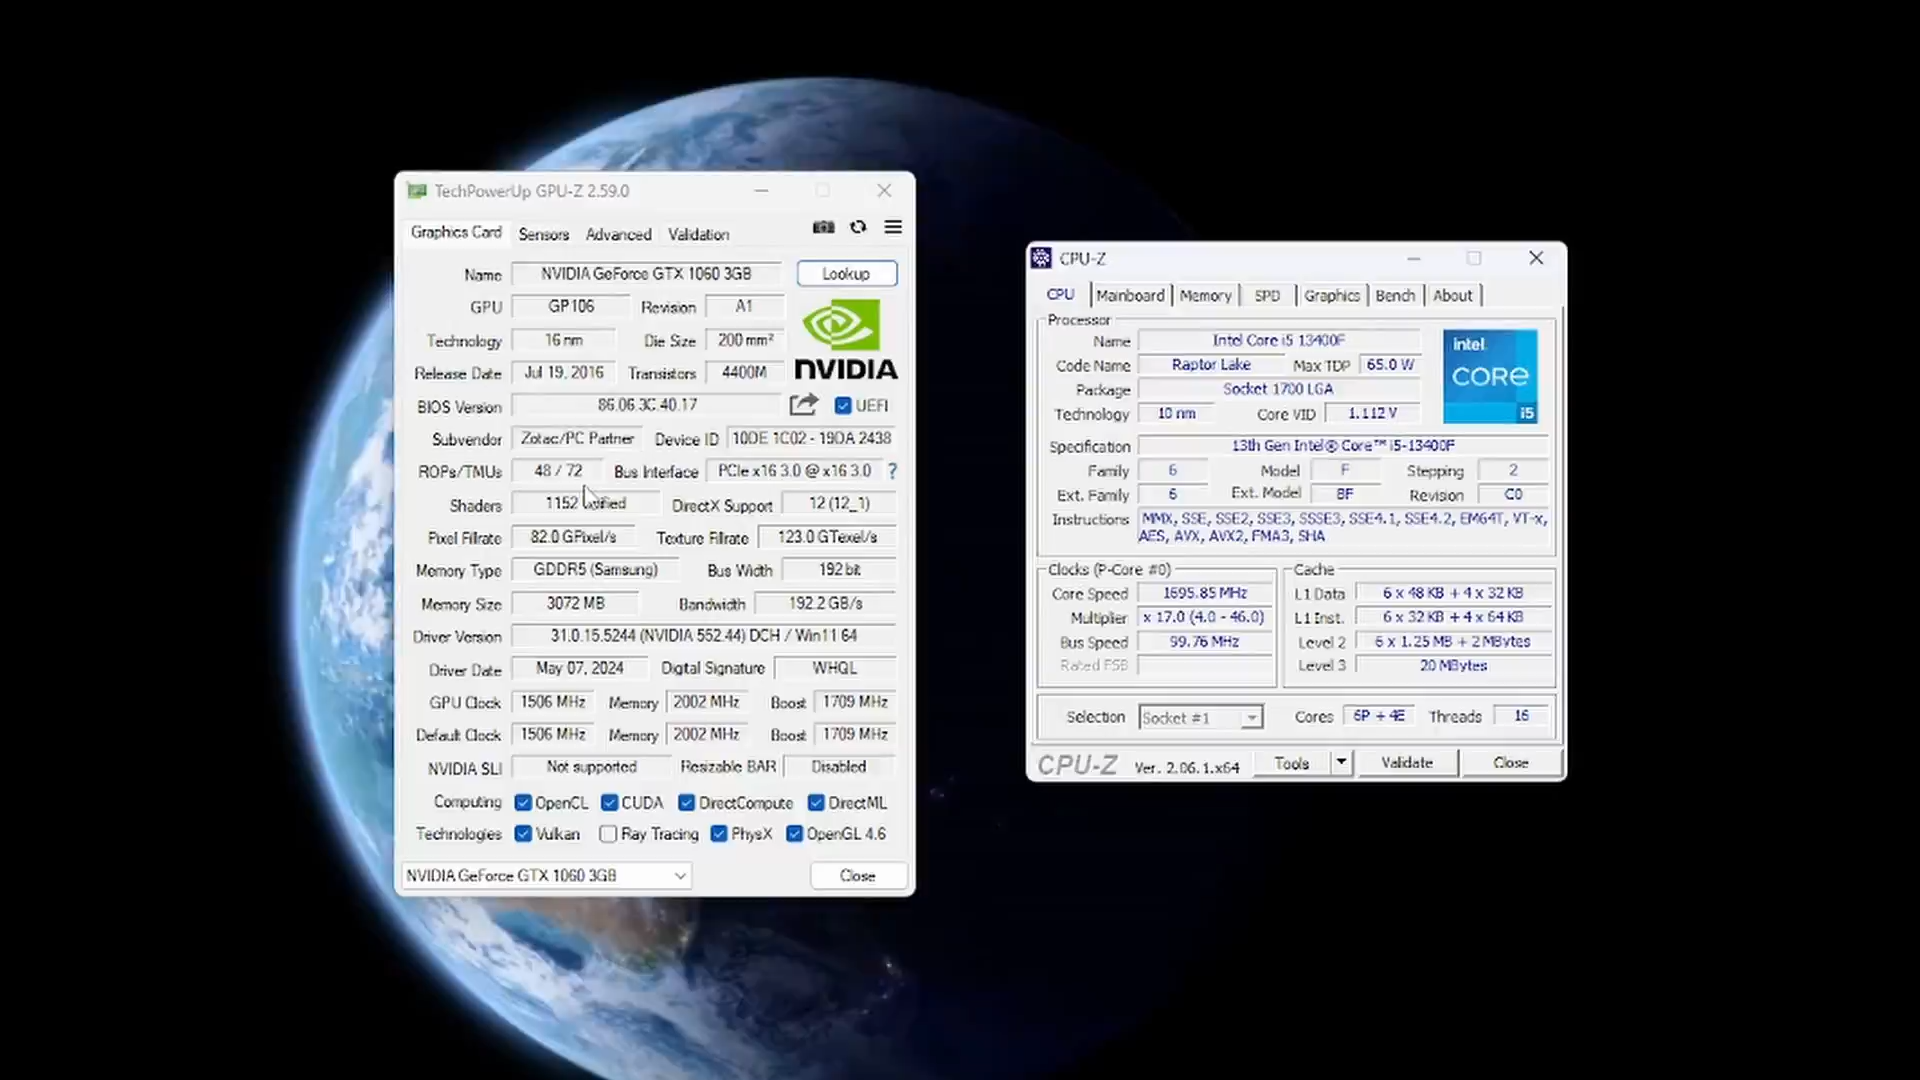 TechPowerUp GPU-Z 2.59.0
Graphics Card Sensors Advanced Validation
Name NVIDIA GeForce GTX 1060 3GB Lookup
GPU GP106 Revision A1
Technology 16 nm Die Size 200 mm²
NVIDIA
Release Date Jul 19, 2016 Transistors 4400M
BIOS Version 86.06.3C.40.17 UEFI
Subvendor Zotac/PC Partner Device ID 10DE 1C02 - 19DA 2438
ROPs/TMUs 48 / 72 Bus Interface PCIe x16 3.0 @ x16 3.0 ?
Shaders 1152 DirectX Support 12 (12_1)
Pixel Fillrate 82.0 GPixel/s Texture Fillrate 123.0 GTexel/s
Memory Type GDDR5 (Samsung) Bus Width 192 bit
Memory Size 3072 MB Bandwidth 192.2 GB/s
Driver Version 31.0.15.5244 (NVIDIA 552.44) DCH / Win11 64
Driver Date May 07, 2024 Digital Signature WHQL
GPU Clock 1506 MHz Memory 2002 MHz Boost 1709 MHz
Default Clock 1506 MHz Memory 2002 MHz Boost 1709 MHz
NVIDIA SLI Not supported Resizable BAR Disabled
Computing OpenCL CUDA DirectCompute DirectML
Technologies Vulkan Ray Tracing PhysX OpenGL 4.6
NVIDIA GeForce GTX 1060 3GB Close
CPU-Z
CPU Mainboard Memory SPD Graphics Bench About
Processor
Name Intel Core i5 13400F
Code Name Raptor Lake Max TDP 65.0 W
Package Socket 1700 LGA
Technology 10 nm Core VID 1.112 V
intel
CORE
i5
Specification 13th Gen Intel® Core™ i5-13400F
Family 6 Model F Stepping 2
Ext. Family 6 Ext. Model BF Revision C0
Instructions MMX, SSE, SSE2, SSE3, SSSE3, SSE4.1, SSE4.2, EM64T, VT-x,
AES, AVX, AVX2, FMA3, SHA
Clocks (P-Core #0)
Core Speed 1695.85 MHz
Multiplier x 17.0 (4.0 - 46.0)
Bus Speed 99.76 MHz
Rated FSB
Cache
L1 Data 6 x 48 KB + 4 x 32 KB
L1 Inst. 6 x 32 KB + 4 x 64 KB
Level 2 6 x 1.25 MB + 2 MBytes
Level 3 20 MBytes
Selection Socket #1 Cores 6P + 4E Threads 16
CPU-Z Ver. 2.06.1.x64 Tools Validate Close